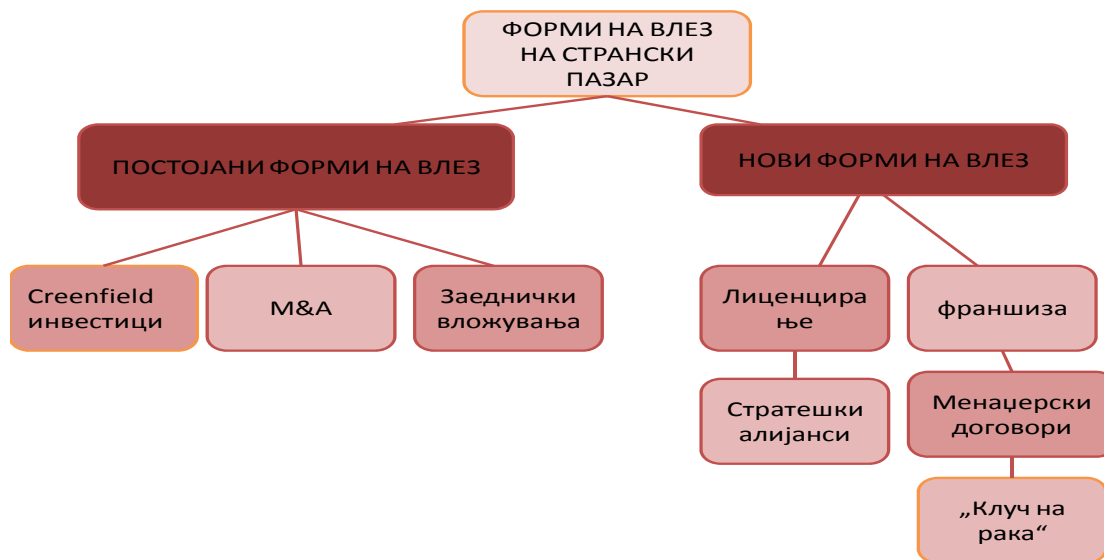 ФОРМИ НА ВЛЕЗ
НА СТРАНСКИ
ПАЗАР
ПОСТОЈАНИ ФОРМИ НА ВЛЕЗ
НОВИ ФОРМИ НА ВЛЕЗ
Creenfield
инвестици
M&A
Заеднички
вложувања
Лиценцира
ње
франшиза
Стратешки
алијанси
Менаџерски
договори
„Клуч на
рака“